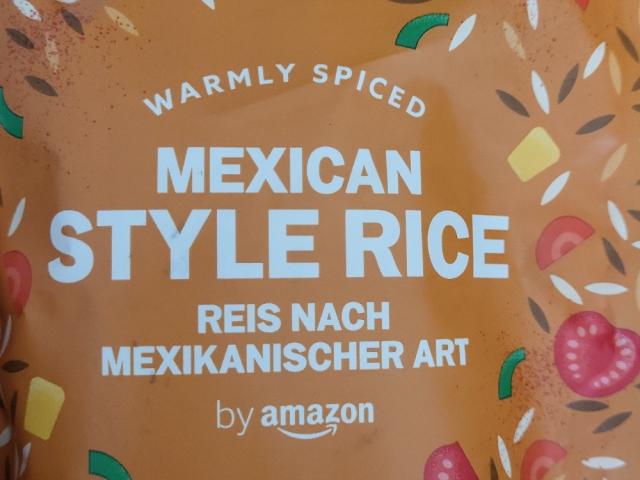 WARMLY SPICED
MEXICAN
STYLE RICE
REIS NACH
MEXIKANISCHER ART
by amazon